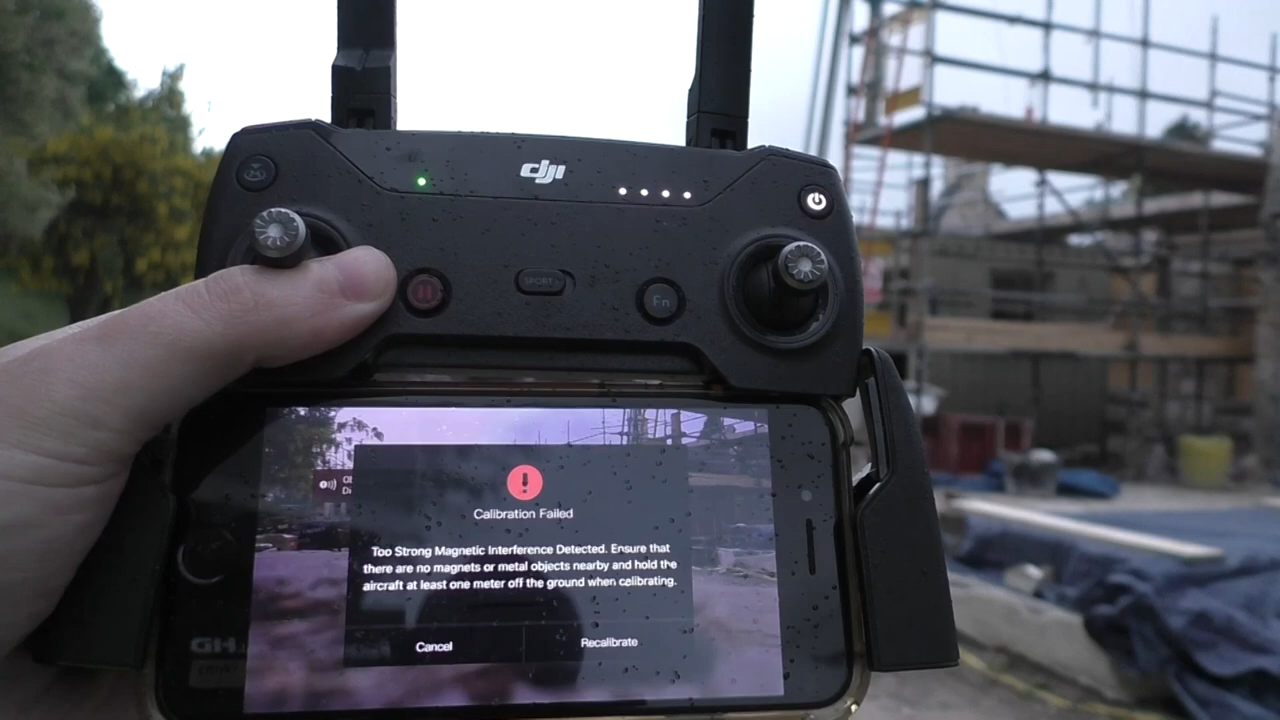 dji
SPORT
Fn
Calibration Failed
Too Strong Magnetic Interference Detected. Ensure that
there are no magnets or metal objects nearby and hold the
aircraft at least one meter off the ground when calibrating.
Cancel
Recalibrate